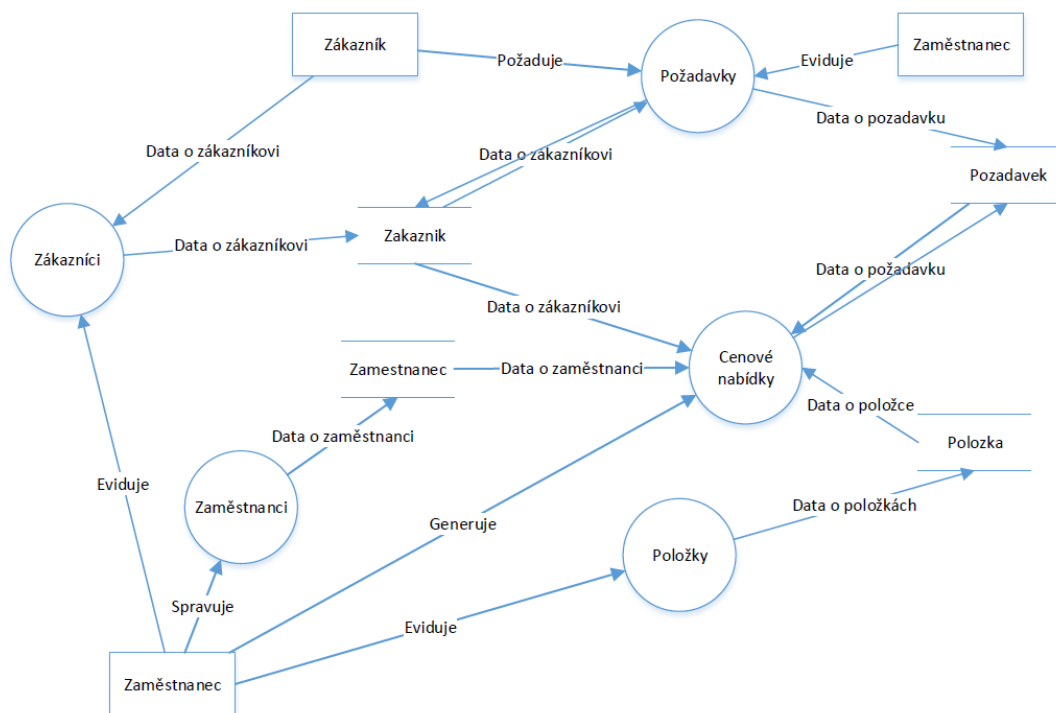 Zákazník
Zaměstnanec
Požaduje
Požadavky
Eviduje
Data o pozadavku
Data o zákazníkovi
Data o zákazníkovi
Pozadavek
Zakaznik
Data o zákazníkovi
Zákazníci
Data o požadavku
Data o zákazníkovi
Cenové
nabídky
Zamestnanec
Data o zaměstnanci
Data o položce
Data o zaměstnanci
Polozka
Eviduje
Zaměstnanci
Data o položkách
Generuje
Položky
Spravuje
Eviduje
Zaměstnanec